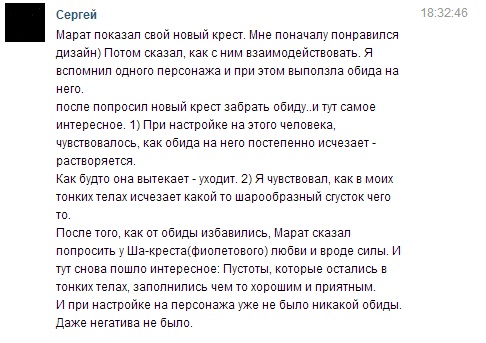 Сергей 18:32:46
Марат показал свой новый крест. Мне поначалу понравился
дизайн) Потом сказал, как с ним взаимодействовать. Я
вспомнил одного персонажа и при этом выползла обида на
него.
после попросил новый крест забрать обиду..и тут самое
интересное. 1) При настройке на этого человека,
чувствовалось, как обида на него постепенно исчезает -
растворяется.
Как будто она вытекает - уходит. 2) Я чувствовал, как в моих
тонких телах исчезает какой то шарообразный сгусток чего
то.
После того, как от обиды избавились, Марат сказал
попросить у Ша-креста(фиолетового) любви и вроде силы. И
тут снова пошло интересное: Пустоты, которые остались в
тонких телах, заполнились чем то хорошим и приятным.
И при настройке на персонажа уже не было никакой обиды.
Даже негатива не было.